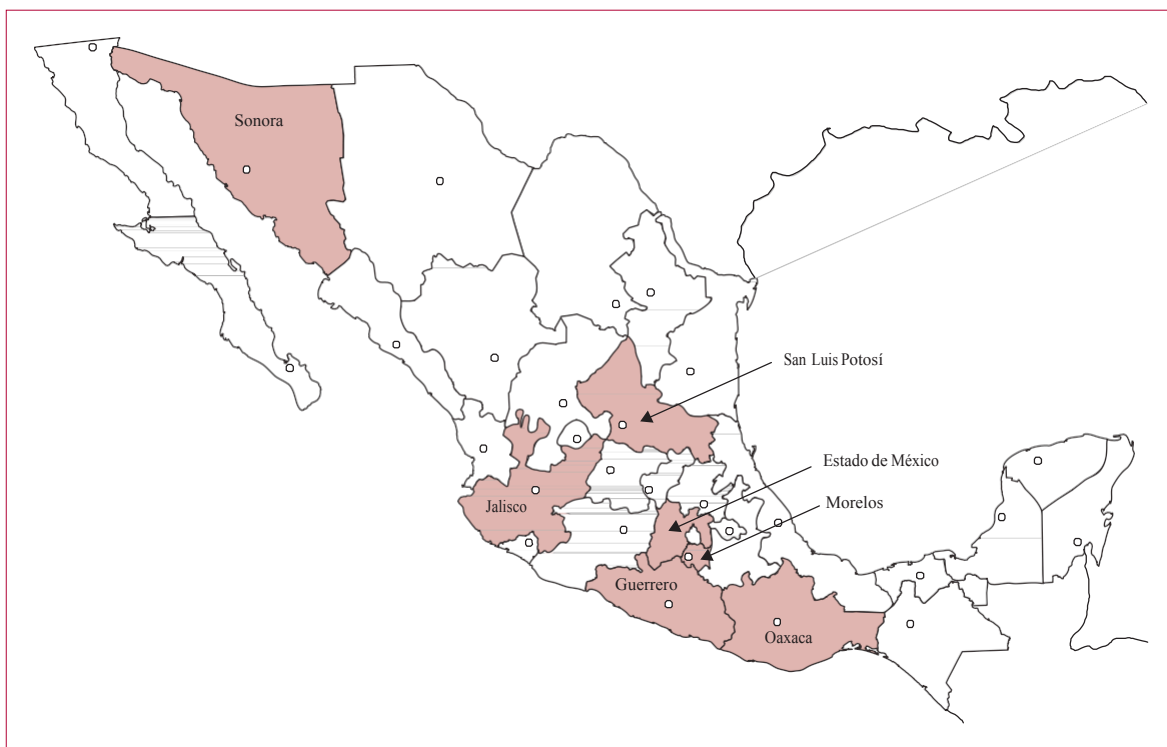 Sonora
San Luis Potosí
Estado de México
Jalisco
Morelos
Guerrero
Oaxaca